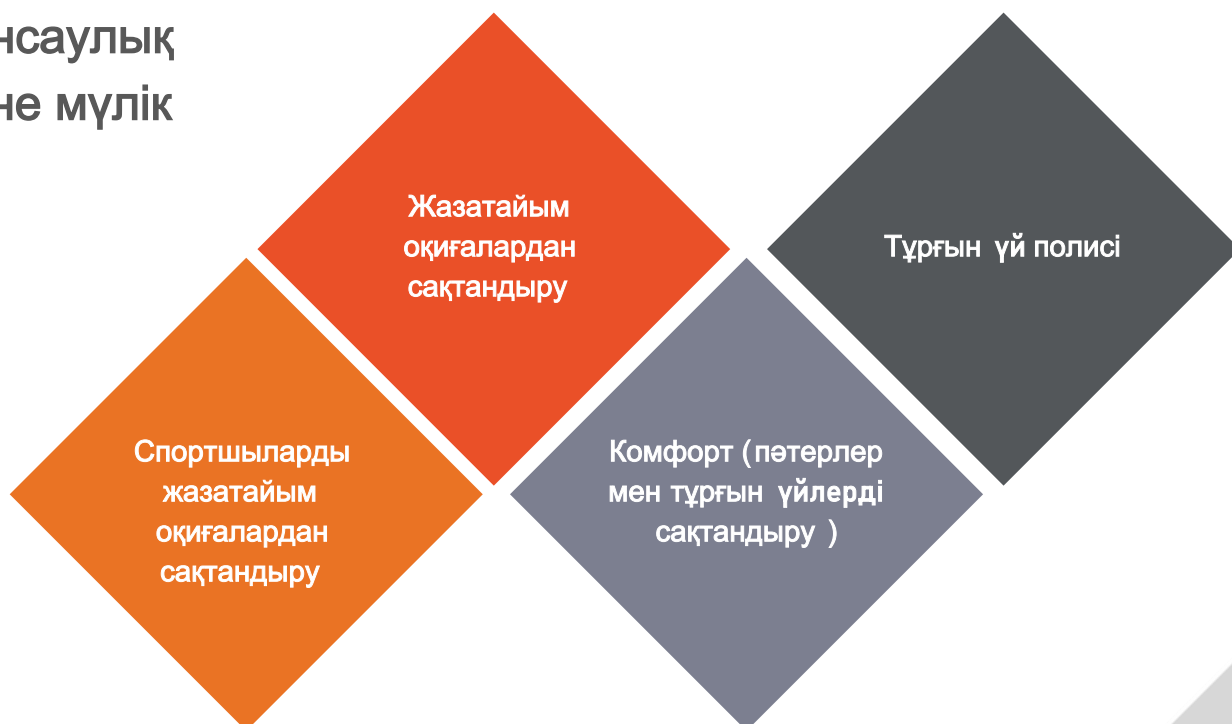 нсаулық
не мүлік
Жазатайым
оқиғалардан
сақтандыру
Тұрғын үй полисі
Спортшыларды
жазатайым
оқиғалардан
сақтандыру
Комфорт (пәтерлер
мен тұрғын үйлерді
сақтандыру )